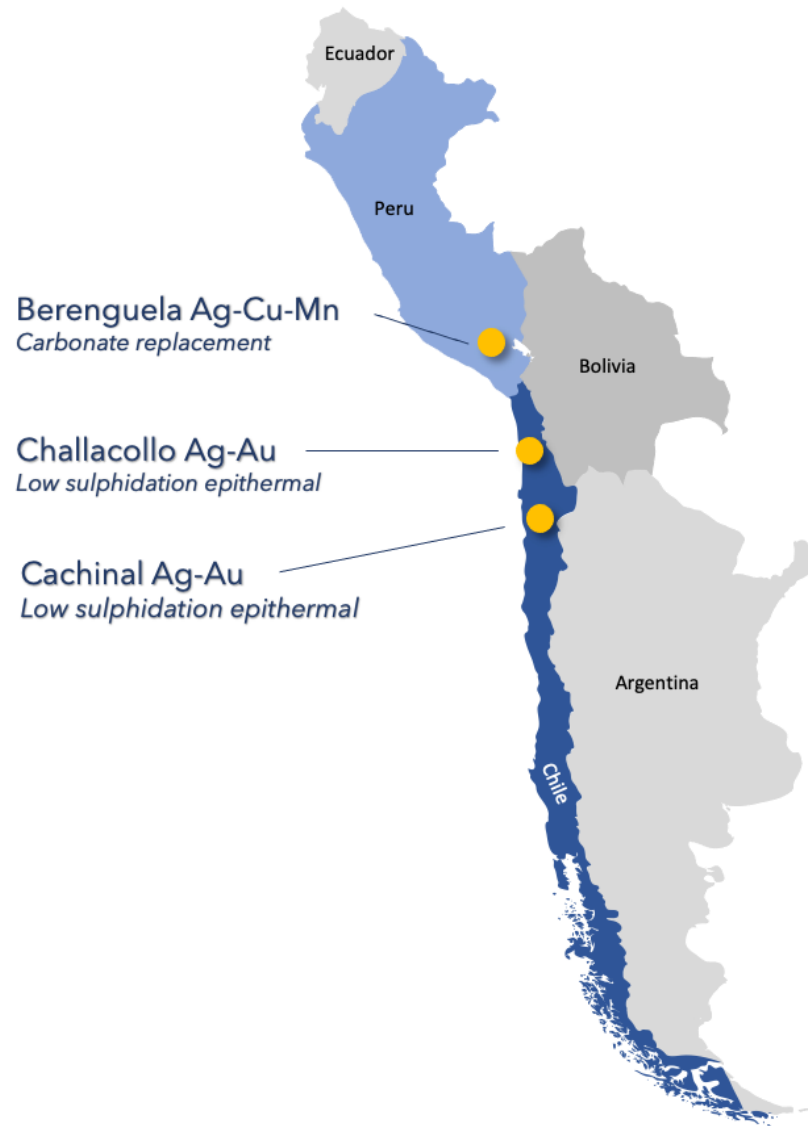 Ecuador
Peru
Berenguela Ag-Cu-Mn
Carbonate replacement
Bolivia
Challacollo Ag-Au
Low sulphidation epithermal
Cachinal Ag-Au
Low sulphidation epithermal
Argentina
Chile